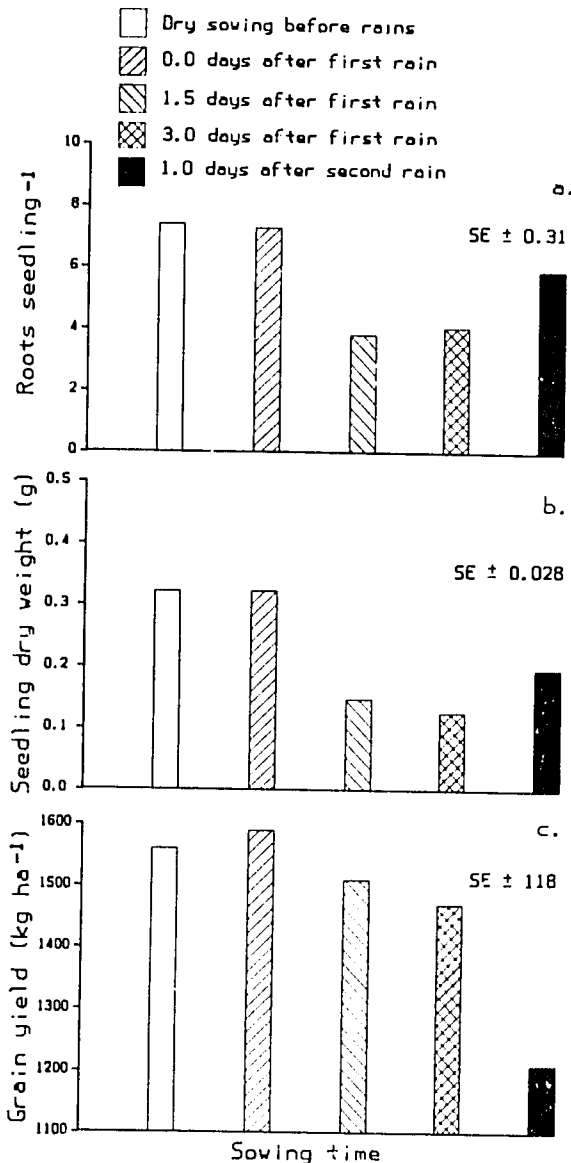 Dry sowing before rains
0.0 days after first rain
1.5 days after first rain
3.0 days after first rain
1.0 days after second rain
a.
SE ± 0.31
Roots seedling-1
10
8
6
4
2
0
b.
SE ± 0.028
Seedling dry weight (g)
0.5
0.4
0.3
0.2
0.1
0.0
c.
SE ± 118
Grain yield (kg ha-1)
1600
1500
1400
1300
1200
1100
Sowing time